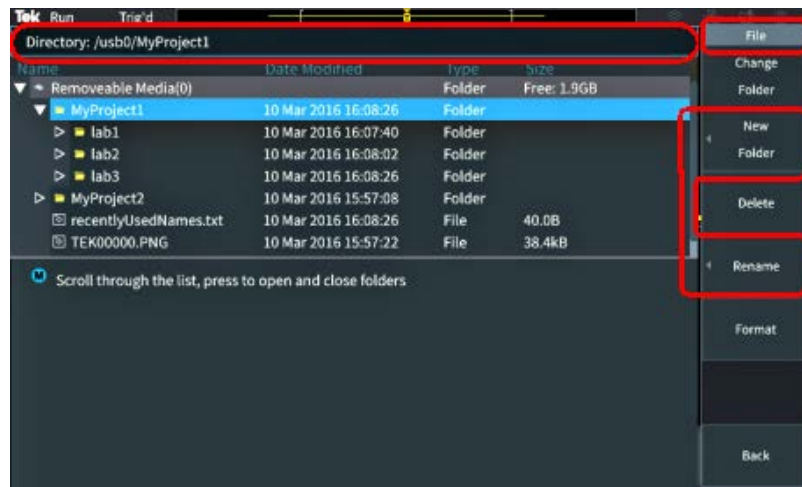 Tek Run Trig'd
Directory: /usb0/MyProject1
Name Date Modified Type Size
Removeable Media(0) Folder Free: 1.9GB
MyProject1 10 Mar 2016 16:08:26 Folder
lab1 10 Mar 2016 16:07:40 Folder
lab2 10 Mar 2016 16:08:02 Folder
lab3 10 Mar 2016 16:08:26 Folder
MyProject2 10 Mar 2016 15:57:08 Folder
recentlyUsedNames.txt 10 Mar 2016 16:08:26 File 40.0B
TEK00000.PNG 10 Mar 2016 15:57:22 File 38.4kB
M Scroll through the list, press to open and close folders
File
Change
Folder
New
Folder
Delete
Rename
Format
Back